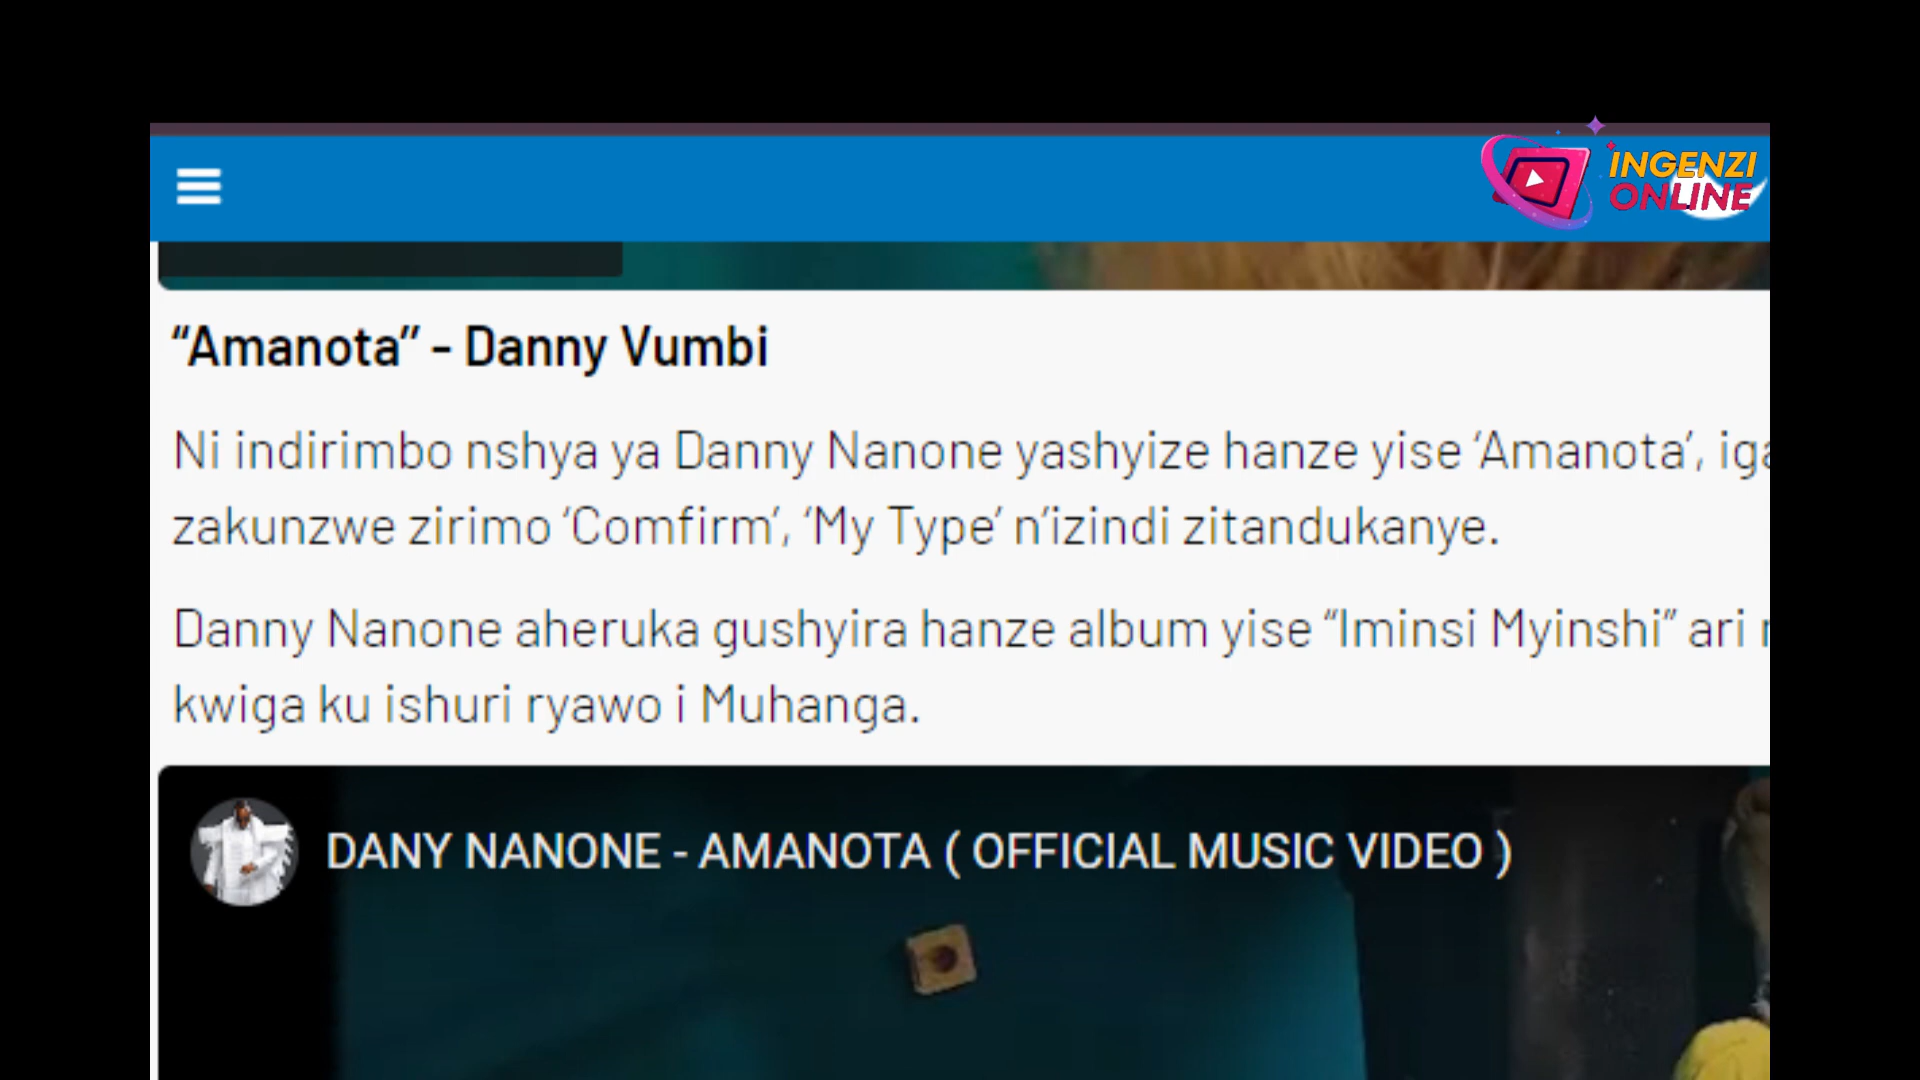 INGENZI
ONLINE
“Amanota” - Danny Vumbi
Ni indirimbo nshya ya Danny Nanone yashyize hanze yise ‘Amanota’,
zakunzwe zirimo ‘Comfirm’, ‘My Type’ n’izindi zitandukanye.
Danny Nanone aheruka gushyira hanze album yise “Iminsi Myinshi” ari
kwiga ku ishuri ryawo i Muhanga.
DANY NANONE - AMANOTA ( OFFICIAL MUSIC VIDEO )